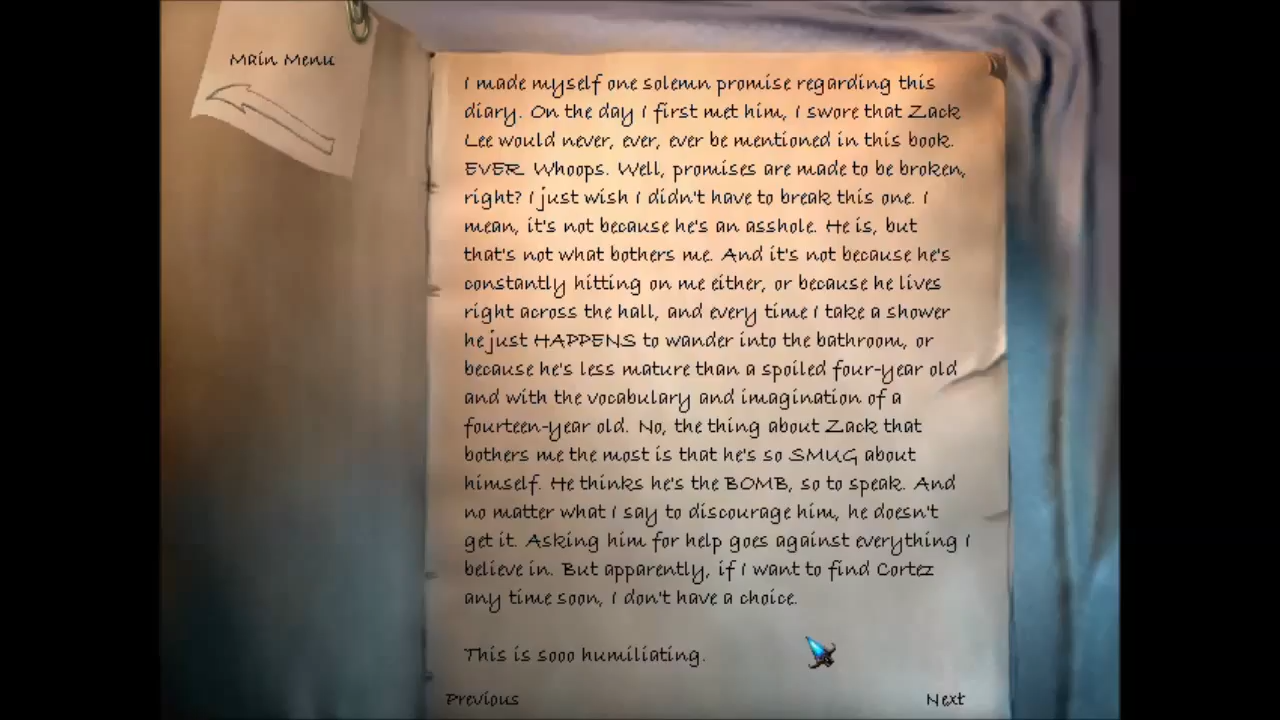 Main Menu
I made myself one solemn promise regarding this
diary. On the day I first met him, I swore that Zack
Lee would never, ever, ever be mentioned in this book.
EVER. Whoops. Well, promises are made to be broken,
right? I just wish I didn't have to break this one. I
mean, it's not because he's an asshole. He is, but
that's not what bothers me. And it's not because he's
constantly hitting on me either, or because he lives
right across the hall, and every time I take a shower
he just HAPPENS to wander into the bathroom, or
because he's less mature than a spoiled four-year old
and with the vocabulary and imagination of a
fourteen-year old. No, the thing about Zack that
bothers me the most is that he's so SMUG about
himself. He thinks he's the BOMB, so to speak. And
no matter what I say to discourage him, he doesn't
get it. Asking him for help goes against everything I
believe in. But apparently, if I want to find Cortez
any time soon, I don't have a choice.
This is sooo humiliating.
Previous
Next